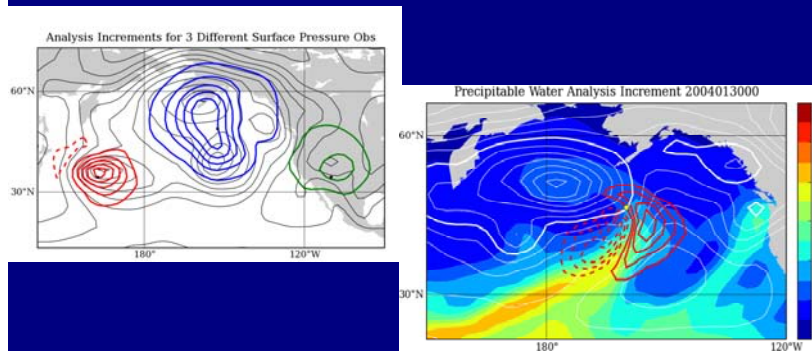 Analysis Increments for 3 Different Surface Pressure Obs
60°N
30°N
180°
120°W
Precipitable Water Analysis Increment 2004013000
60°N
30°N
180°
120°W